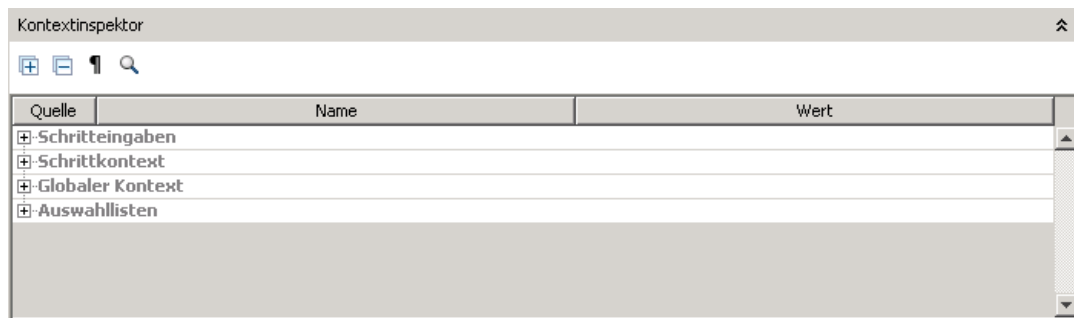 Kontextinspektor
Quelle Name Wert
Schritteingaben
Schrittkontext
Globaler Kontext
Auswahllisten